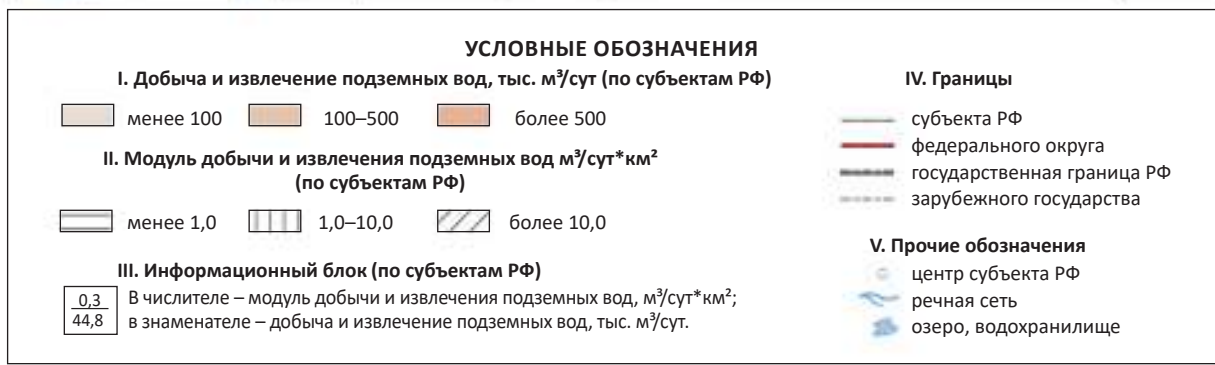 УСЛОВНЫЕ ОБОЗНАЧЕНИЯ
I. Добыча и извлечение подземных вод, тыс. м³/сут (по субъектам РФ)
менее 100 100–500 более 500
II. Модуль добычи и извлечения подземных вод м³/сут*км²
(по субъектам РФ)
менее 1,0 1,0–10,0 более 10,0
III. Информационный блок (по субъектам РФ)
0,3
44,8
В числителе – модуль добычи и извлечения подземных вод, м³/сут*км²;
в знаменателе – добыча и извлечение подземных вод, тыс. м³/сут.
IV. Границы
субъекта РФ
федерального округа
государственная граница РФ
зарубежного государства
V. Прочие обозначения
центр субъекта РФ
речная сеть
озеро, водохранилище